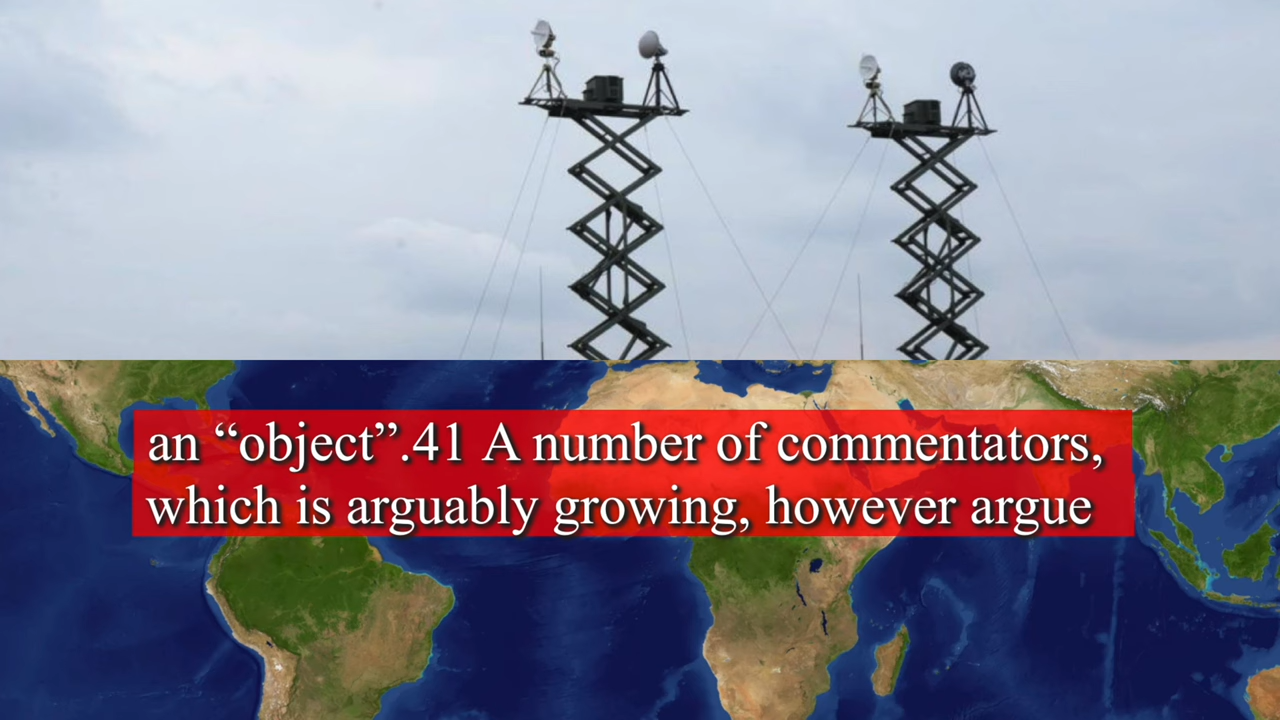 an “object”.41 A number of commentators,
which is arguably growing, however argue